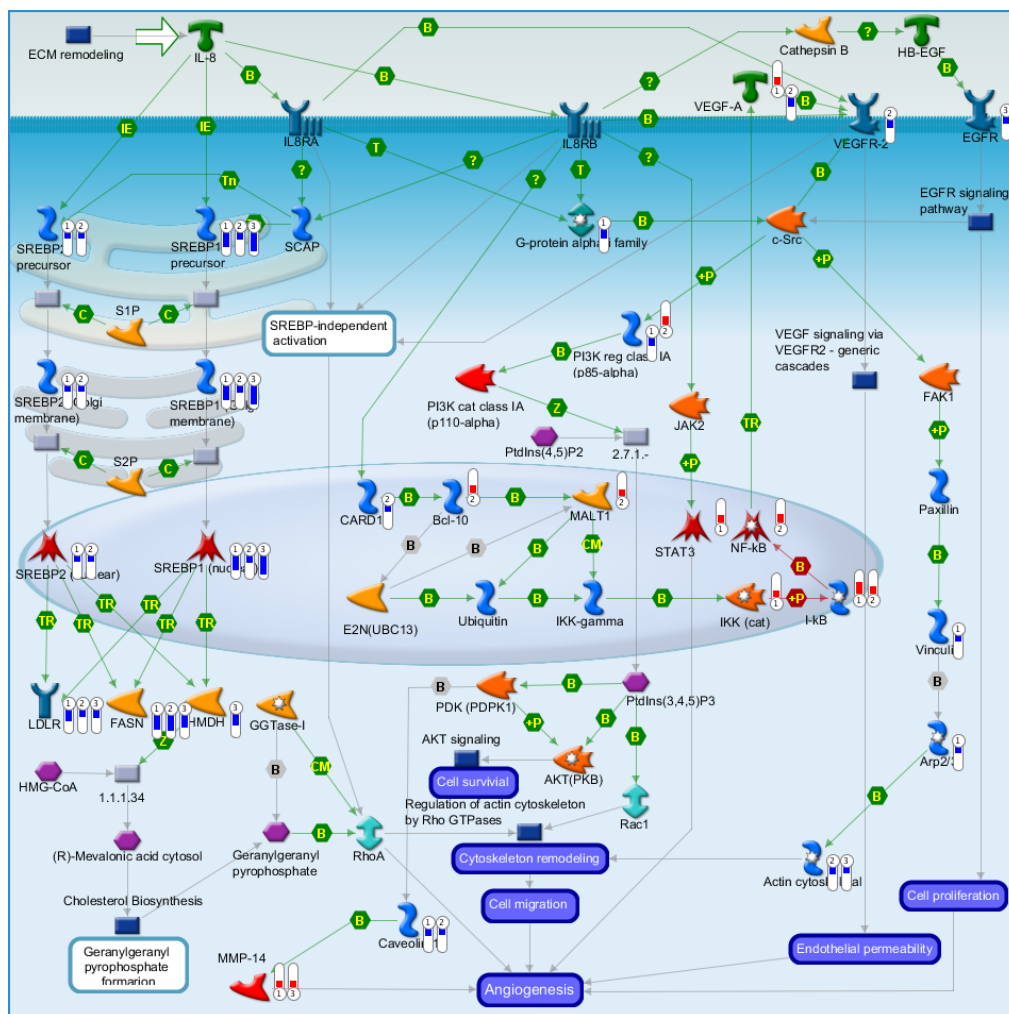 ECM remodeling
IL-8
Cathepsin B
HB-EGF
VEGF-A
IL8RA
IL8RB
VEGFR-2
EGFR
B
B
B
?
?
B
B
B
B
IE
IE
T
?
?
T
?
?
B
Tn
EGFR signaling
pathway
SREBP2
precursor
SREBP1
precursor
SCAP
G-protein alpha
family
B
c-Src
+P
+P
S1P
C
C
SREBP-independent
activation
PI3K reg class IA
(p85-alpha)
B
VEGF signaling via
VEGFR2 - generic
cascades
FAK1
SREBP2
membrane)
SREBP1
membrane)
PI3K cat class IA
(p110-alpha)
Z
JAK2
PtdIns(4,5)P2
2.7.1.-
TR
+P
+P
S2P
C
C
Paxillin
CARD1
B
Bcl-10
B
MALT1
STAT3
NF-kB
B
B
CM
B
B
SREBP2
SREBP1
E2N(UBC13)
B
Ubiquitin
B
IKK-gamma
B
IKK (cat)
+P
I-kB
TR
TR
TR
TR
TR
Vinculi
LDLR
FASN
HMDH
GGTase-I
B
PDK (PDPK1)
B
PtdIns(3,4,5)P3
B
Z
+P
B
B
AKT signaling
Cell survivial
AKT(PKB)
Arp2/3
HMG-CoA
1.1.1.34
B
CM
Regulation of actin cytoskeleton
by Rho GTPases
Rac1
B
(R)-Mevalonic acid cytosol
Geranylgeranyl
pyrophosphate
B
RhoA
Cytoskeleton remodeling
Actin cytos
Cholesterol Biosynthesis
Cell migration
Cell proliferation
Geranylgeranyl
pyrophosphate
formation
B
Caveolin
Endothelial permeability
MMP-14
Angiogenesis